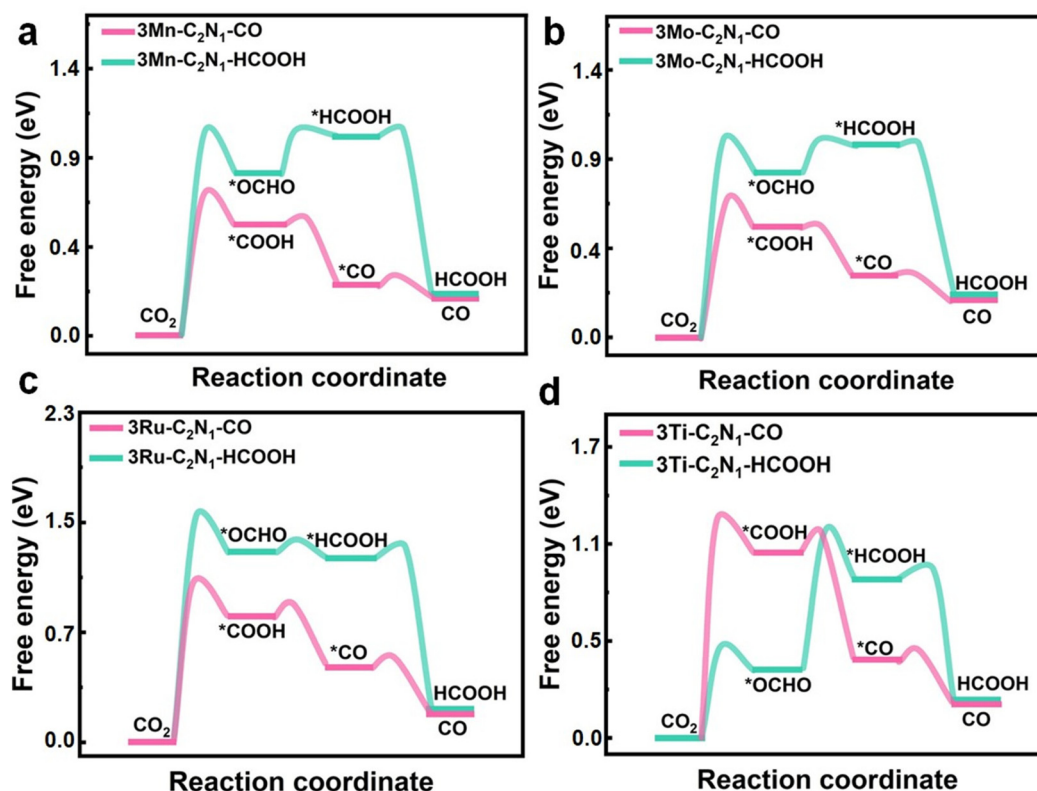 a
3Mn-C₂N₁-CO
3Mn-C₂N₁-HCOOH
Free energy (eV)
1.4
0.9
0.4
0.0
*HCOOH
*OCHO
*COOH
*CO
HCOOH
CO₂
CO
Reaction coordinate
b
3Mo-C₂N₁-CO
3Mo-C₂N₁-HCOOH
Free energy (eV)
1.4
0.9
0.4
0.0
*HCOOH
*OCHO
*COOH
*CO
HCOOH
CO₂
CO
Reaction coordinate
c
3Ru-C₂N₁-CO
3Ru-C₂N₁-HCOOH
Free energy (eV)
2.3
1.5
0.7
0.0
*OCHO
*HCOOH
*COOH
*CO
HCOOH
CO₂
CO
Reaction coordinate
d
3Ti-C₂N₁-CO
3Ti-C₂N₁-HCOOH
Free energy (eV)
1.7
1.1
0.5
0.0
*COOH
*HCOOH
*CO
*OCHO
HCOOH
CO₂
CO
Reaction coordinate